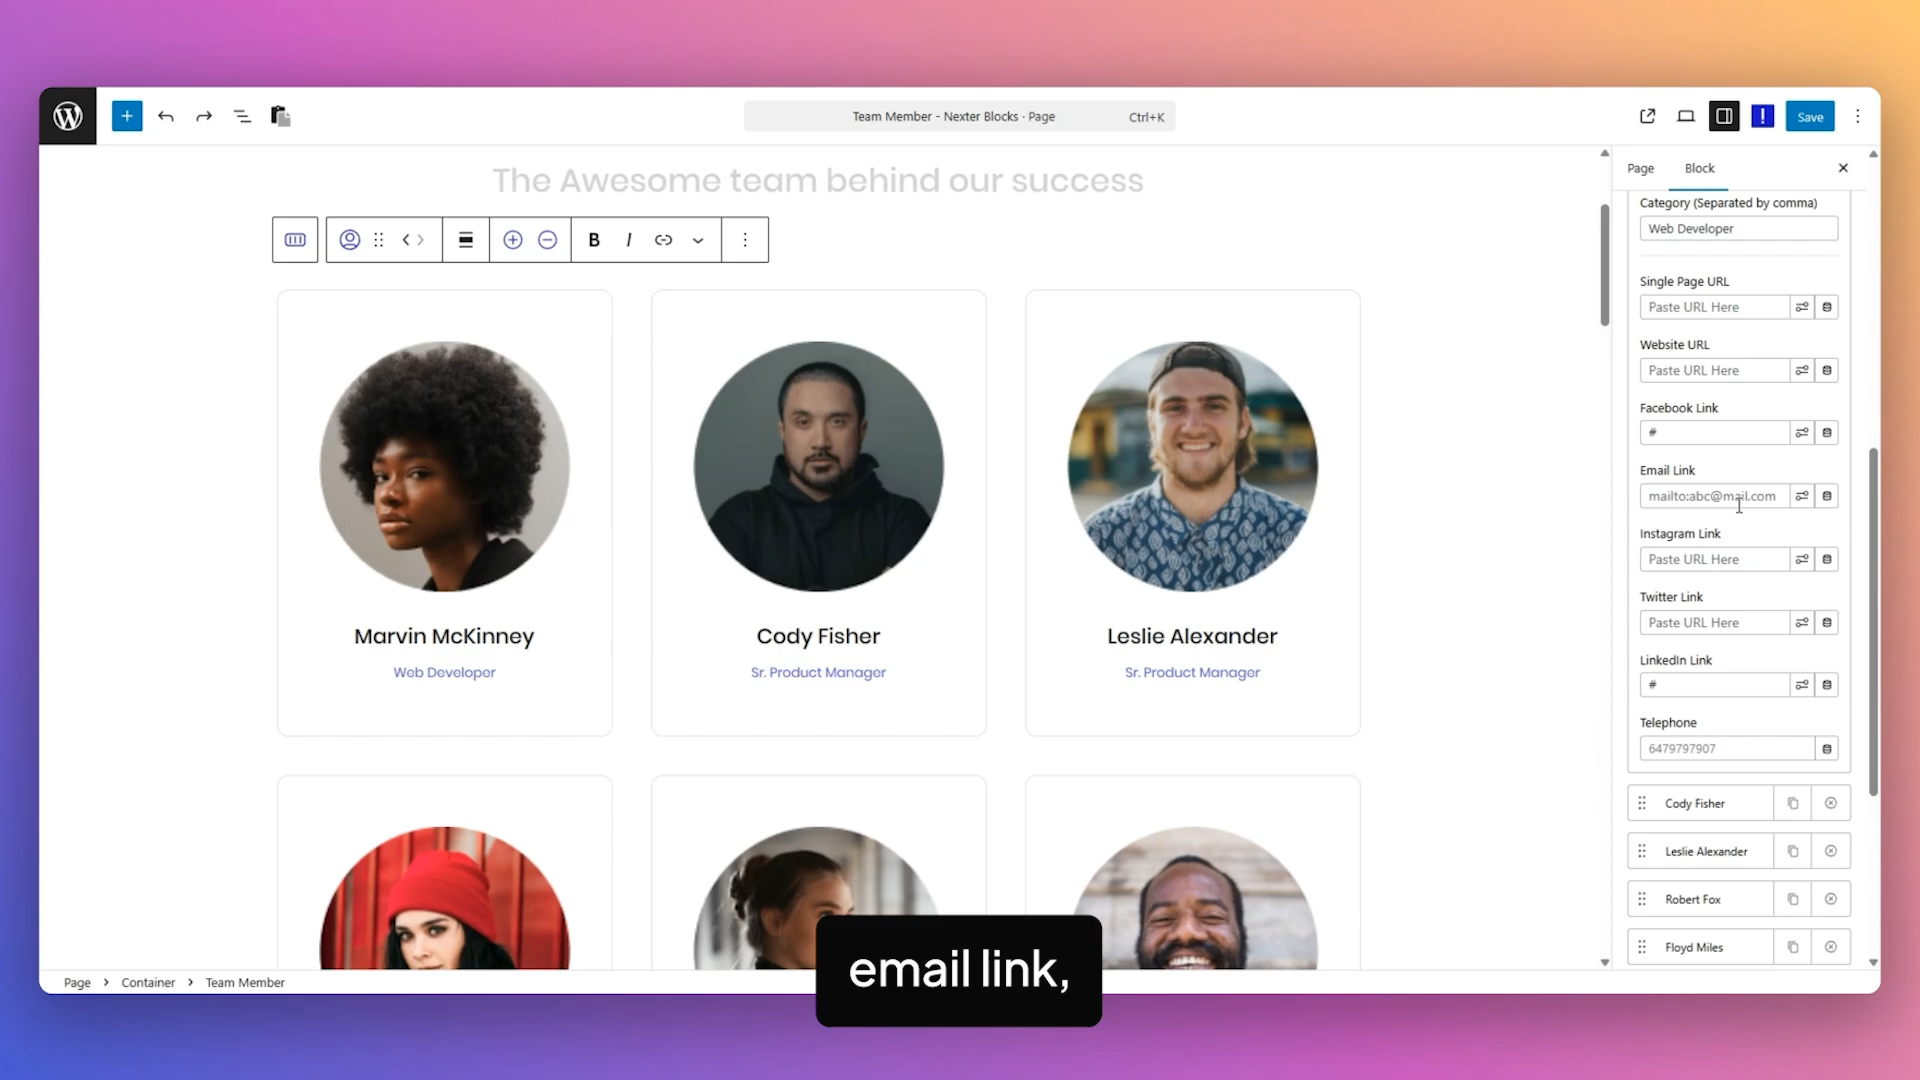 Team Member - Nexter Blocks · Page
Ctrl+K
Save
The Awesome team behind our success
B
I
Marvin McKinney
Web Developer
Cody Fisher
Sr. Product Manager
Leslie Alexander
Sr. Product Manager
Page
Block
Category (Separated by comma)
Web Developer
Single Page URL
Paste URL Here
Website URL
Paste URL Here
Facebook Link
#
Email Link
mailto:abc@mail.com
Instagram Link
Paste URL Here
Twitter Link
Paste URL Here
LinkedIn Link
#
Telephone
6479797907
Cody Fisher
Leslie Alexander
Robert Fox
Floyd Miles
Page > Container > Team Member
email link,